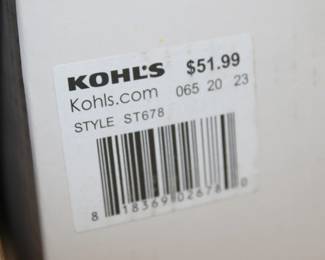 KOHL'S $51.99
Kohls.com 065 20 23
STYLE ST678
8 18369 02678 0